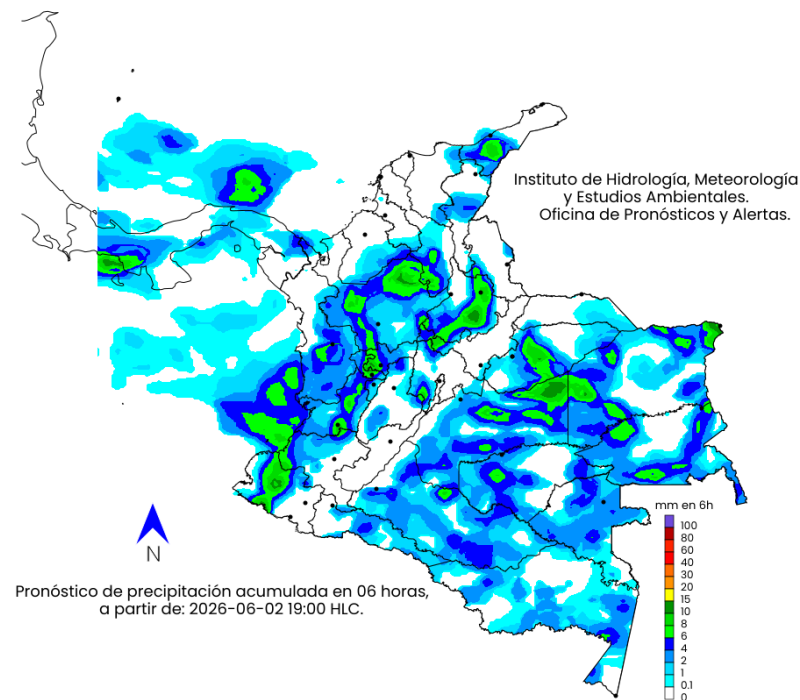 Instituto de Hidrología, Meteorología
y Estudios Ambientales.
Oficina de Pronósticos y Alertas.
mm en 6h
100
80
60
40
30
20
15
10
8
6
4
2
1
0.1
0
N
Pronóstico de precipitación acumulada en 06 horas,
a partir de: 2026-06-02 19:00 HLC.